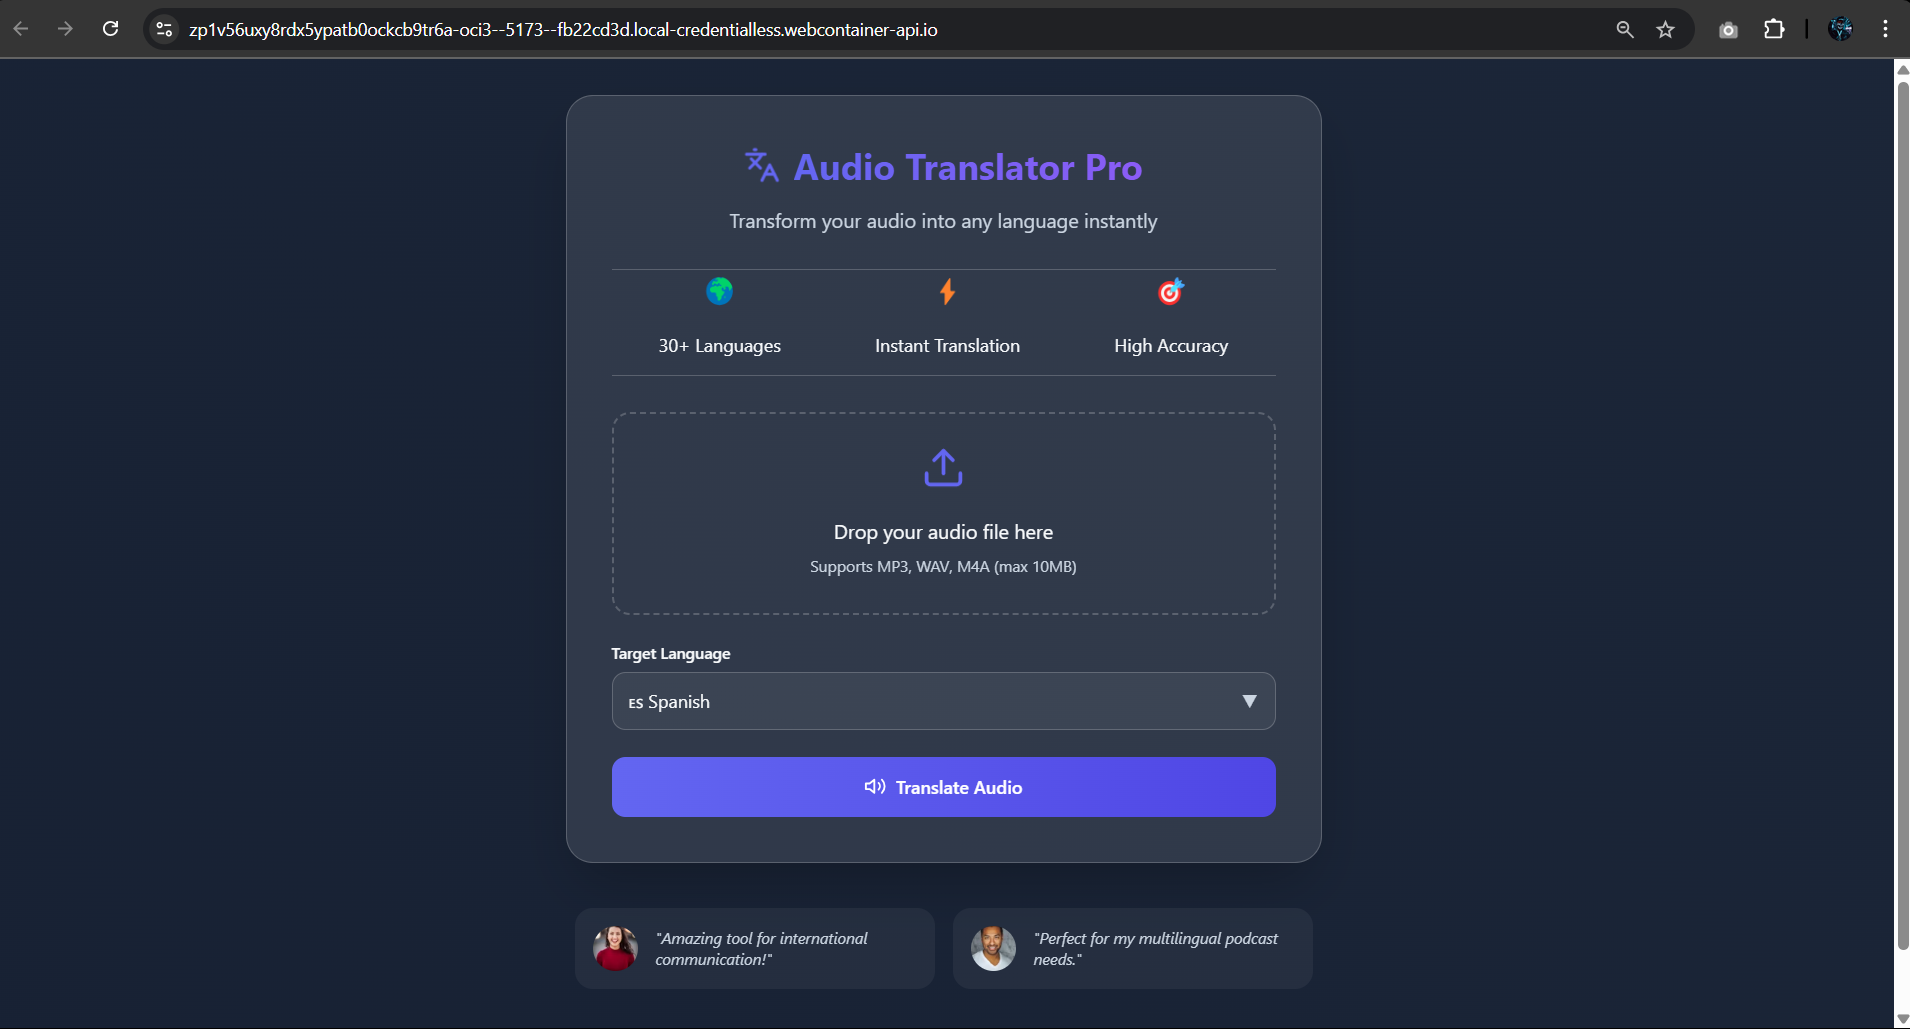 zp1v56uxy8rdx5ypatb0ockcb9tr6a-oci3--5173--fb22cd3d.local-credentialless.webcontainer-api.io
Audio Translator Pro
Transform your audio into any language instantly
30+ Languages
Instant Translation
High Accuracy
Drop your audio file here
Supports MP3, WAV, M4A (max 10MB)
Target Language
ES Spanish
Translate Audio
"Amazing tool for international
communication!"
"Perfect for my multilingual podcast
needs."